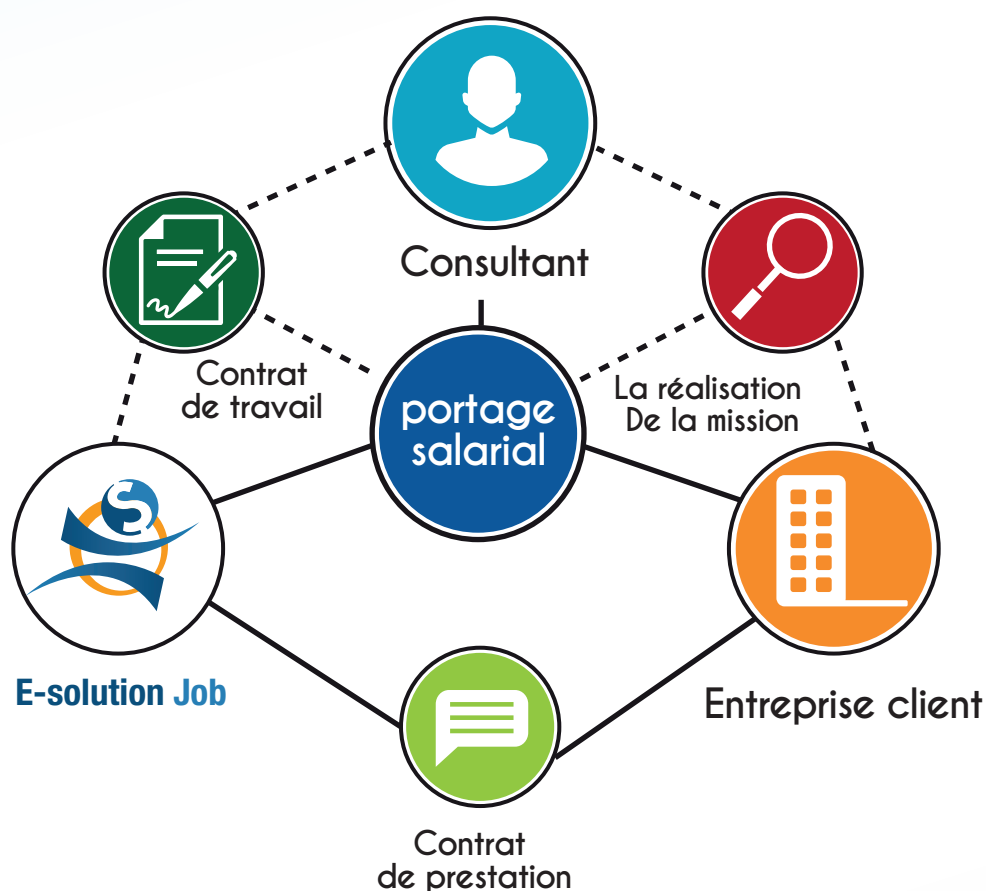 Consultant
Contrat
de travail
portage
salarial
La réalisation
De la mission
S
E-solution Job
Entreprise client
Contrat
de prestation